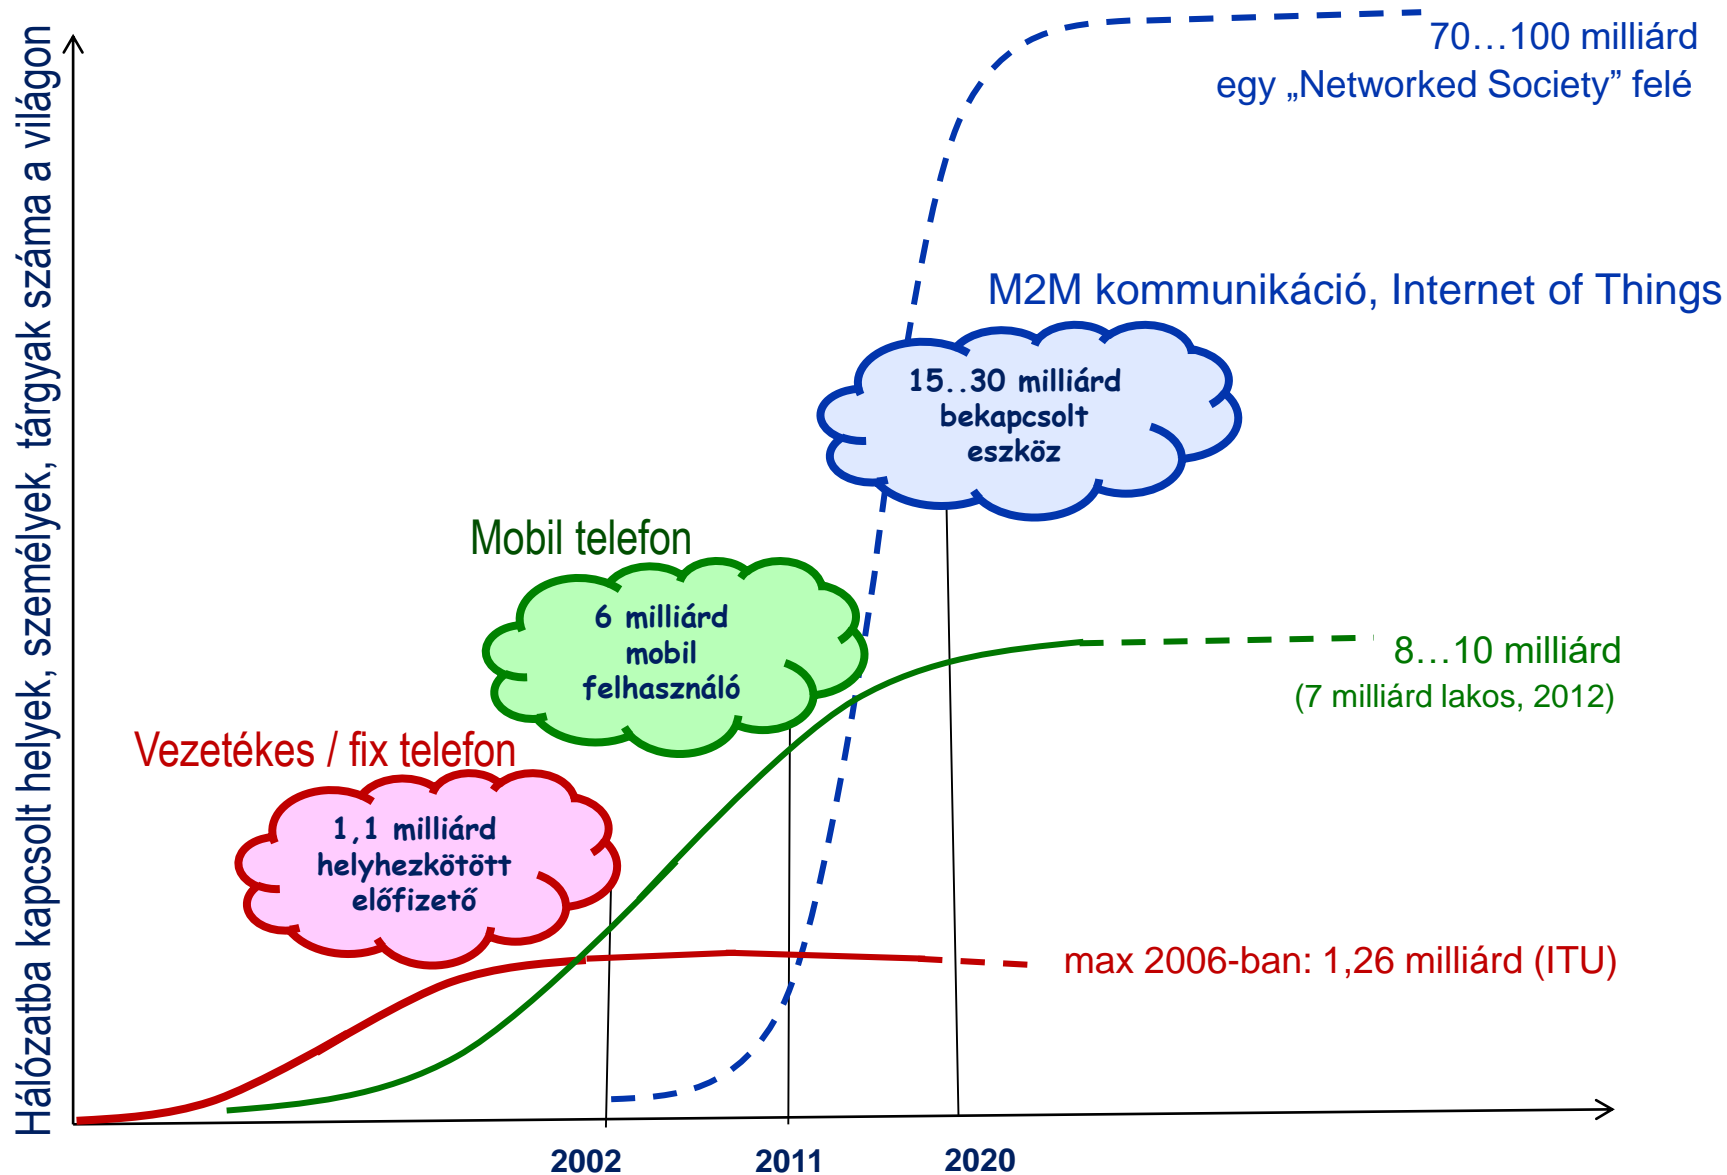 Hálózatba kapcsolt helyek, személyek, tárgyak száma a világon
70…100 milliárd
egy „Networked Society” felé
M2M kommunikáció, Internet of Things
15..30 milliárd
bekapcsolt
eszköz
Mobil telefon
6 milliárd
mobil
felhasználó
8…10 milliárd
(7 milliárd lakos, 2012)
Vezetékes / fix telefon
1,1 milliárd
helyhezkötött
előfizető
max 2006-ban: 1,26 milliárd (ITU)
2002
2011
2020